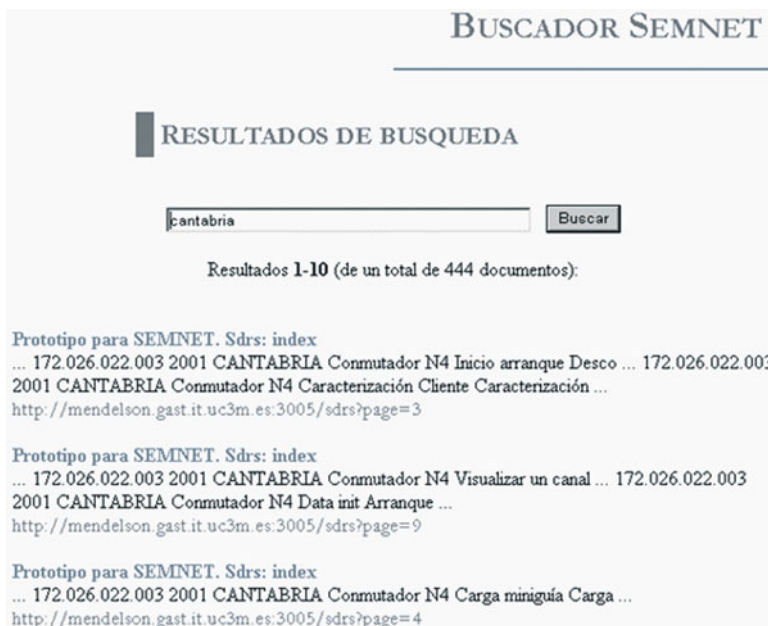 BUSCADOR SEMNET
RESULTADOS DE BUSQUEDA
cantabria
Buscar
Resultados 1-10 (de un total de 444 documentos):
Prototipo para SEMNET. Sdrs: index
... 172.026.022.003 2001 CANTABRIA Conmutador N4 Inicio arranque Desco ... 172.026.022.003
2001 CANTABRIA Conmutador N4 Caracterización Cliente Caracterización ...
http://mendelson.gast.it.uc3m.es:3005/sdrs?page=3
Prototipo para SEMNET. Sdrs: index
... 172.026.022.003 2001 CANTABRIA Conmutador N4 Visualizar un canal ... 172.026.022.003
2001 CANTABRIA Conmutador N4 Data init Arranque ...
http://mendelson.gast.it.uc3m.es:3005/sdrs?page=9
Prototipo para SEMNET. Sdrs: index
... 172.026.022.003 2001 CANTABRIA Conmutador N4 Carga miniguía Carga ...
http://mendelson.gast.it.uc3m.es:3005/sdrs?page=4